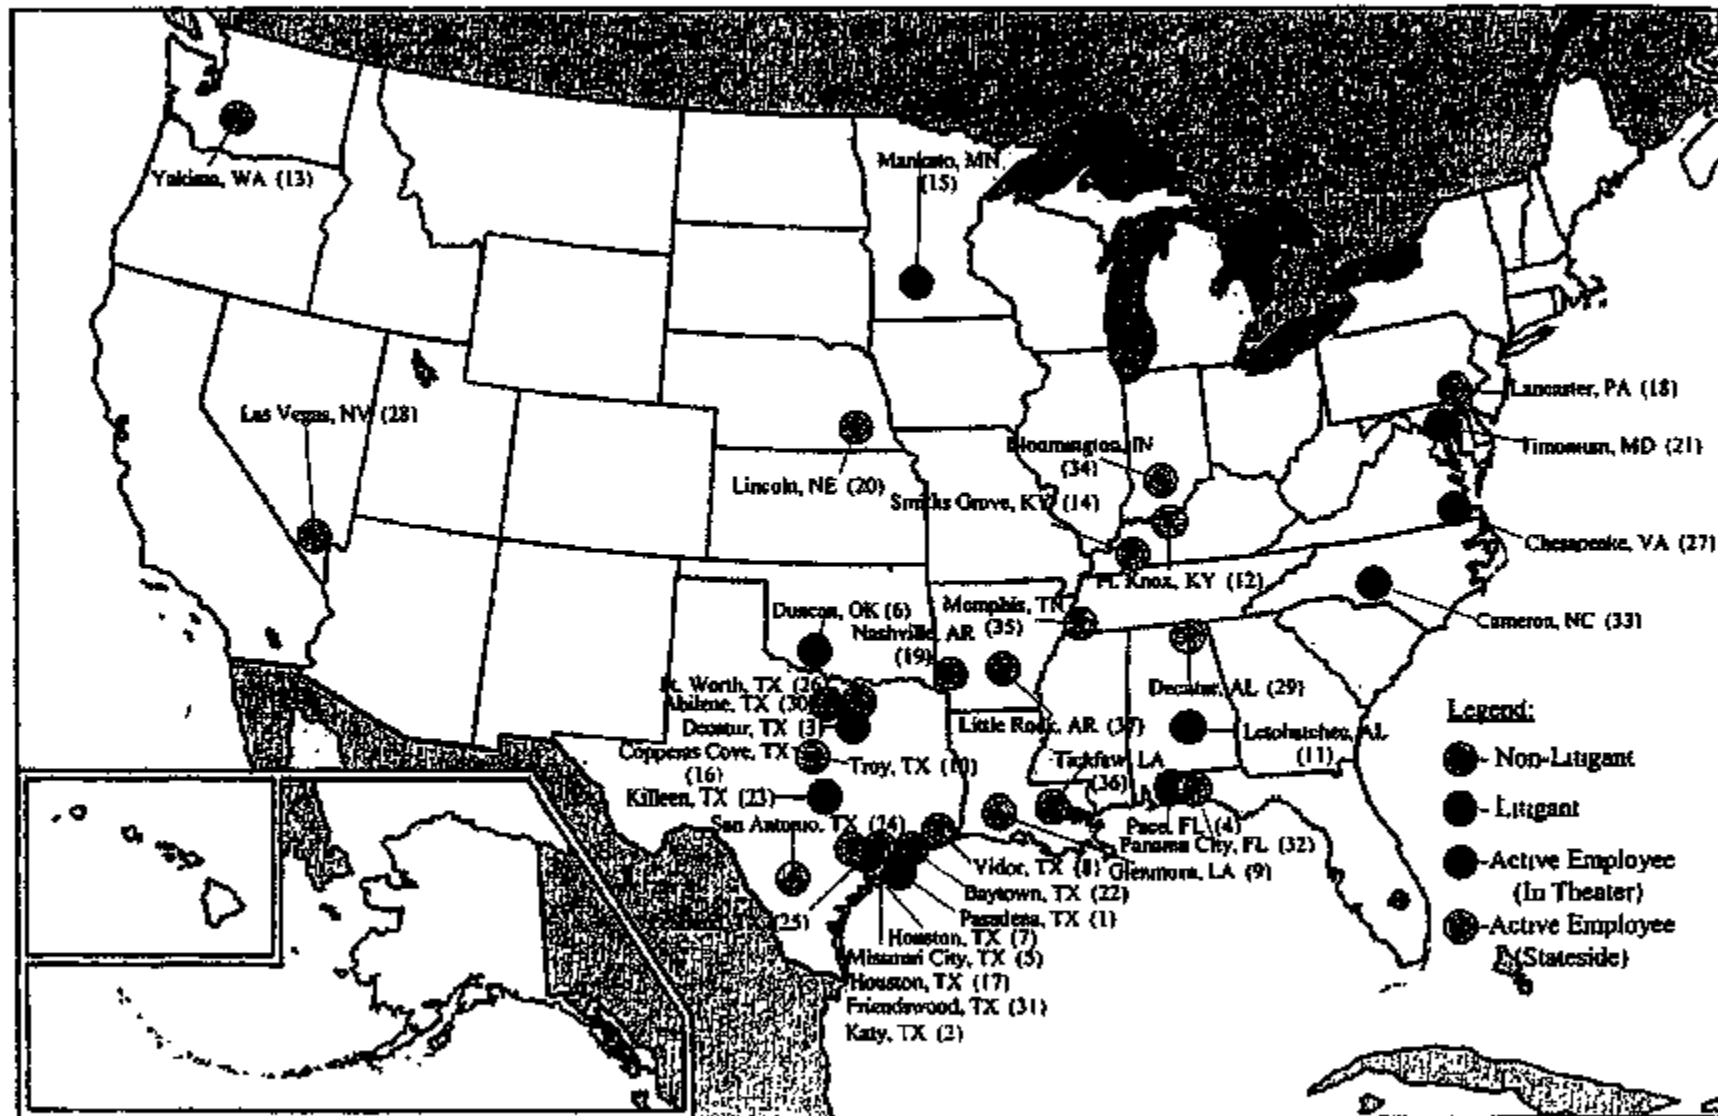 Yakima, WA (13)
Mankato, MN
(15)
Las Vegas, NV (28)
Lincoln, NE (20)
Bloomington, IN
(34)
Smiths Grove, KY (14)
Ft. Knox, KY (12)
Lancaster, PA (18)
Timonium, MD (21)
Chesapeake, VA (27)
Cameron, NC (33)
Duncan, OK (6)
Memphis, TN
(35)
Nashville, AR
(19)
Ft. Worth, TX (26)
Abilene, TX (30)
Decatur, TX (3)
Copperas Cove, TX
(16)
Troy, TX (10)
Killeen, TX (23)
San Antonio, TX (24)
Little Rock, AR (37)
Decatur, AL (29)
Letohatchee, AL
(11)
Tickfaw, LA
(36)
Pace, FL (4)
Panama City, FL (32)
Glenmora, LA (9)
Vidor, TX (8)
Baytown, TX (22)
Pasadena, TX (1)
(25)
Houston, TX (7)
Missouri City, TX (5)
Houston, TX (17)
Friendswood, TX (31)
Katy, TX (2)
Legend:
- Non-Litigant
- Litigant
- Active Employee
(In Theater)
- Active Employee
(Stateside)